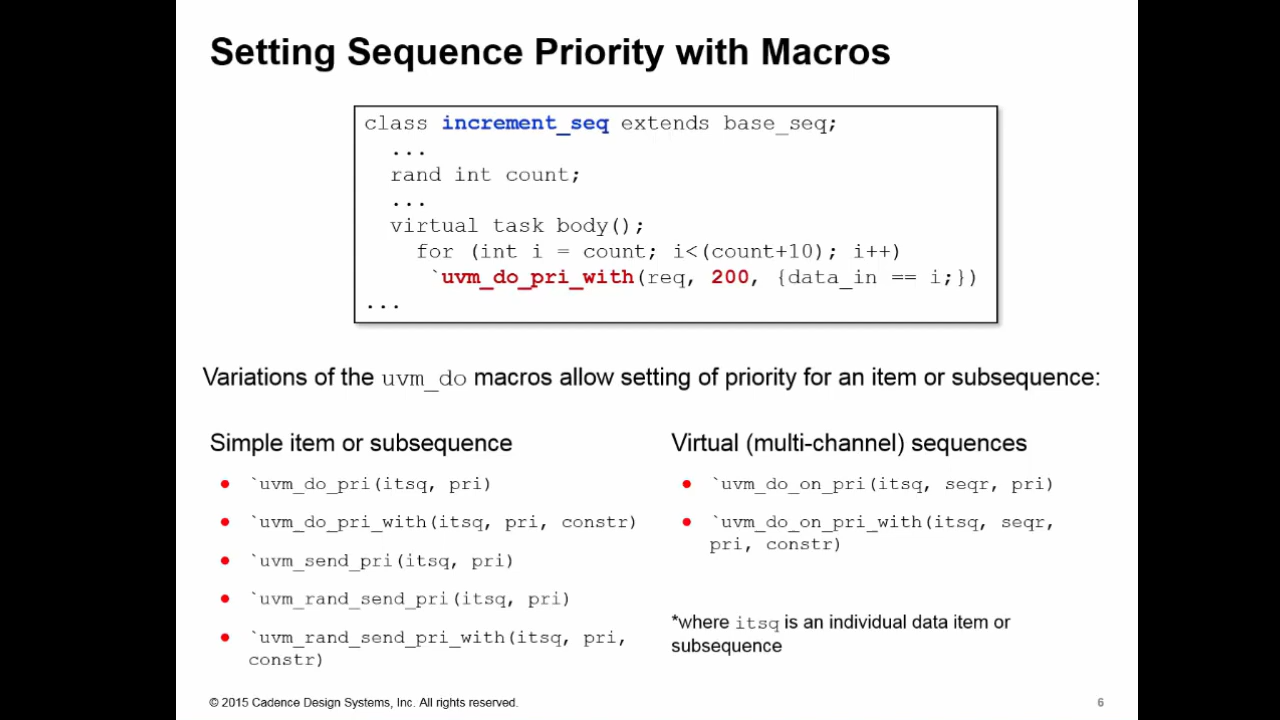 Setting Sequence Priority with Macros
class increment_seq extends base_seq;
...
rand int count;
...
virtual task body();
for (int i = count; i<(count+10); i++)
`uvm_do_pri_with(req, 200, {data_in == i;})
...
Variations of the uvm_do macros allow setting of priority for an item or subsequence:
Simple item or subsequence
• `uvm_do_pri(itsq, pri)
• `uvm_do_pri_with(itsq, pri, constr)
• `uvm_send_pri(itsq, pri)
• `uvm_rand_send_pri(itsq, pri)
• `uvm_rand_send_pri_with(itsq, pri,
constr)
Virtual (multi-channel) sequences
• `uvm_do_on_pri(itsq, seqr, pri)
• `uvm_do_on_pri_with(itsq, seqr,
pri, constr)
*where itsq is an individual data item or
subsequence
© 2015 Cadence Design Systems, Inc. All rights reserved.
6